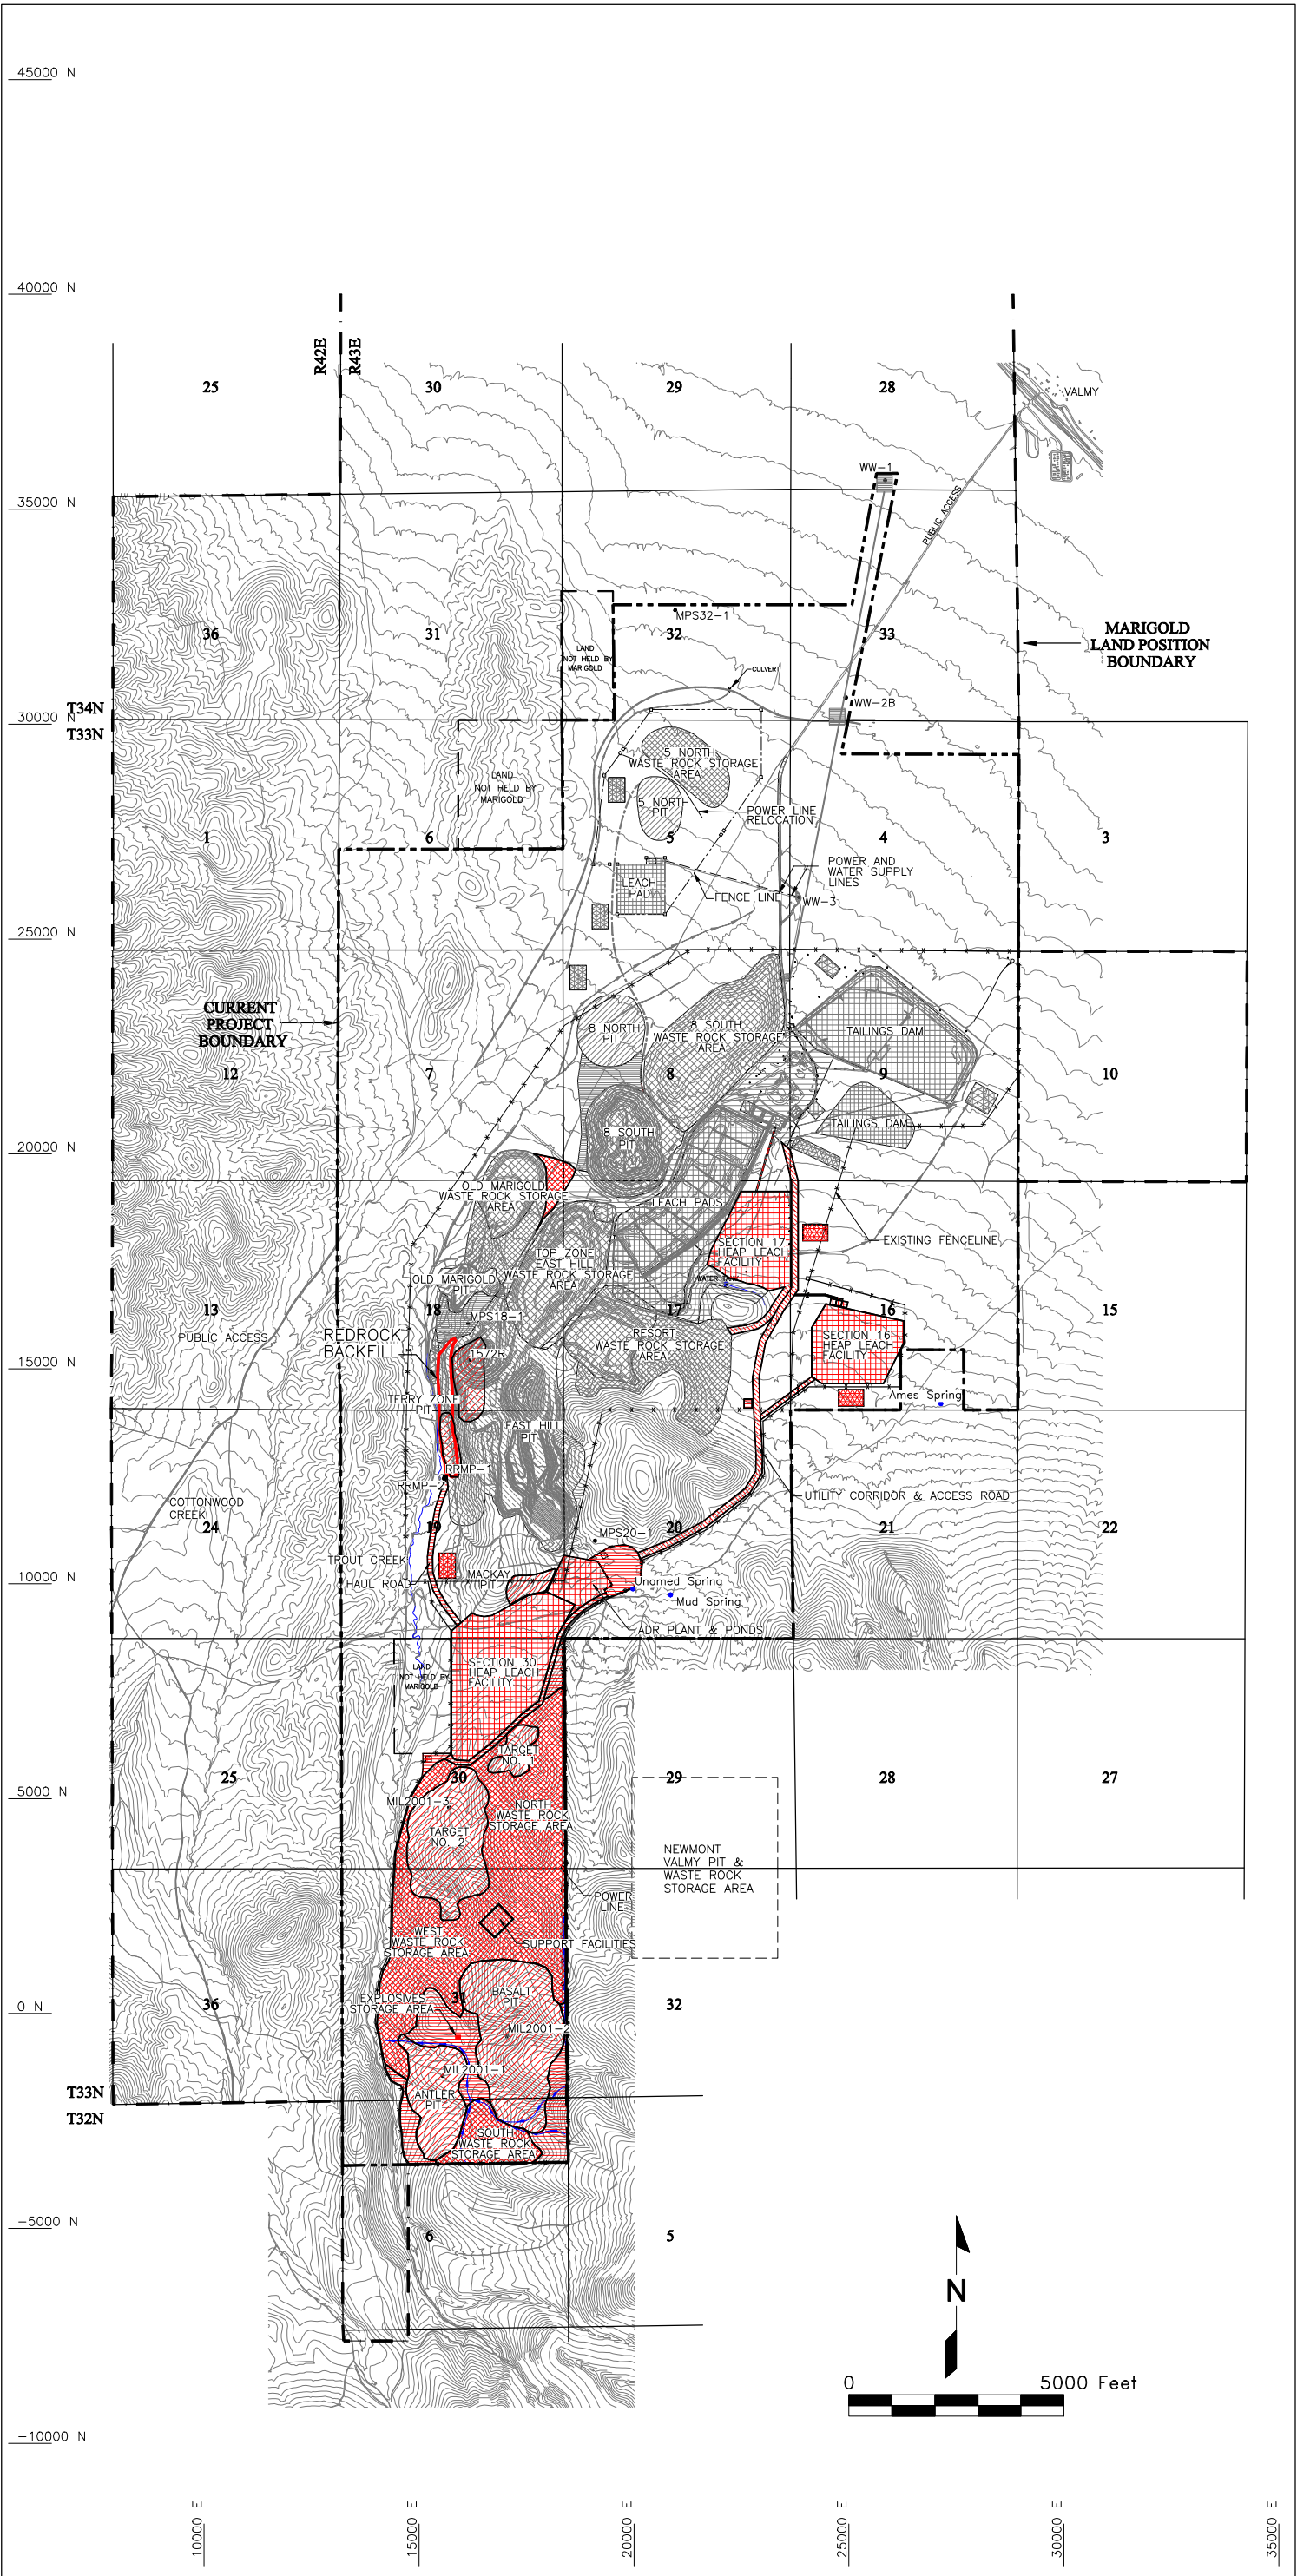 45000 N
40000 N
R42E
R43E
25
30
29
28
VALMY
WW-1
35000 N
PUBLIC ACCESS
MPS32-1
36
31
32
33
MARIGOLD
LAND POSITION
BOUNDARY
LAND
NOT HELD BY
MARIGOLD
CULVERT
WW-2B
T34N
30000 N
T33N
5 NORTH
WASTE ROCK STORAGE
AREA
LAND
NOT HELD BY
MARIGOLD
5 NORTH
PIT
POWER LINE
RELOCATION
1
6
5
4
3
POWER AND
WATER SUPPLY
LINES
LEACH
PAD
FENCE LINE
WW-3
25000 N
CURRENT
PROJECT
BOUNDARY
8 NORTH
PIT
8 SOUTH
WASTE ROCK STORAGE
AREA
TAILINGS DAM
12
7
8
9
10
TAILINGS DAM
8 SOUTH
PIT
20000 N
OLD MARIGOLD
WASTE ROCK STORAGE
AREA
LEACH PADS
EXISTING FENCELINE
SECTION 17
HEAP LEACH
FACILITY
TOP ZONE
EAST HILL
WASTE ROCK STORAGE
AREA
OLD MARIGOLD
PIT
WATER TANK
13
18
MPS18-1
17
16
15
PUBLIC ACCESS
REDROCK
BACKFILL
RESORT
WASTE ROCK STORAGE
AREA
SECTION 16
HEAP LEACH
FACILITY
15000 N
1572R
TERRY ZONE
PIT
Ames Spring
EAST HILL
PIT
RRMP-1
RRMP-2
UTILITY CORRIDOR & ACCESS ROAD
COTTONWOOD
CREEK
24
19
MPS20-1
20
21
22
TROUT CREEK
HAUL ROAD
MACKAY
PIT
10000 N
Unamed Spring
Mud Spring
ADR PLANT & PONDS
LAND
NOT HELD BY
MARIGOLD
SECTION 30
HEAP LEACH
FACILITY
TARGET
NO. 1
25
30
29
28
27
5000 N
MIL2001-3
NORTH
WASTE ROCK
STORAGE AREA
TARGET
NO. 2
NEWMONT
VALMY PIT &
WASTE ROCK
STORAGE AREA
POWER
LINE
WEST
WASTE ROCK
STORAGE AREA
SUPPORT FACILITIES
0 N
36
EXPLOSIVES
STORAGE AREA
31
BASALT
PIT
32
MIL2001-2
MIL2001-1
ANTLER
PIT
T33N
T32N
SOUTH
WASTE ROCK
STORAGE AREA
-5000 N
6
5
N
0
5000 Feet
-10000 N
10000 E
15000 E
20000 E
25000 E
30000 E
35000 E